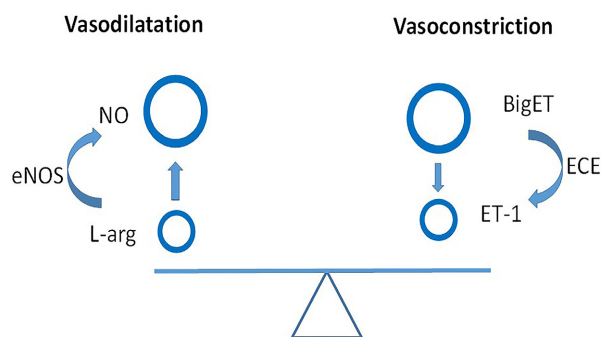 Vasodilatation
Vasoconstriction
NO
BigET
eNOS
ECE
L-arg
ET-1